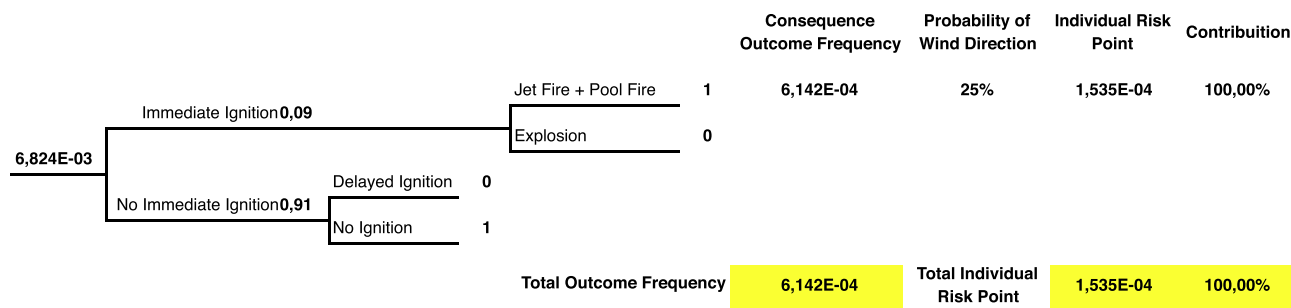 Consequence Outcome Frequency
Probability of Wind Direction
Individual Risk Point
Contribuition
Jet Fire + Pool Fire 1 6,142E-04 25% 1,535E-04 100,00%
Immediate Ignition 0,09
Explosion 0
6,824E-03
Delayed Ignition 0
No Immediate Ignition 0,91
No Ignition 1
Total Outcome Frequency 6,142E-04 Total Individual Risk Point 1,535E-04 100,00%